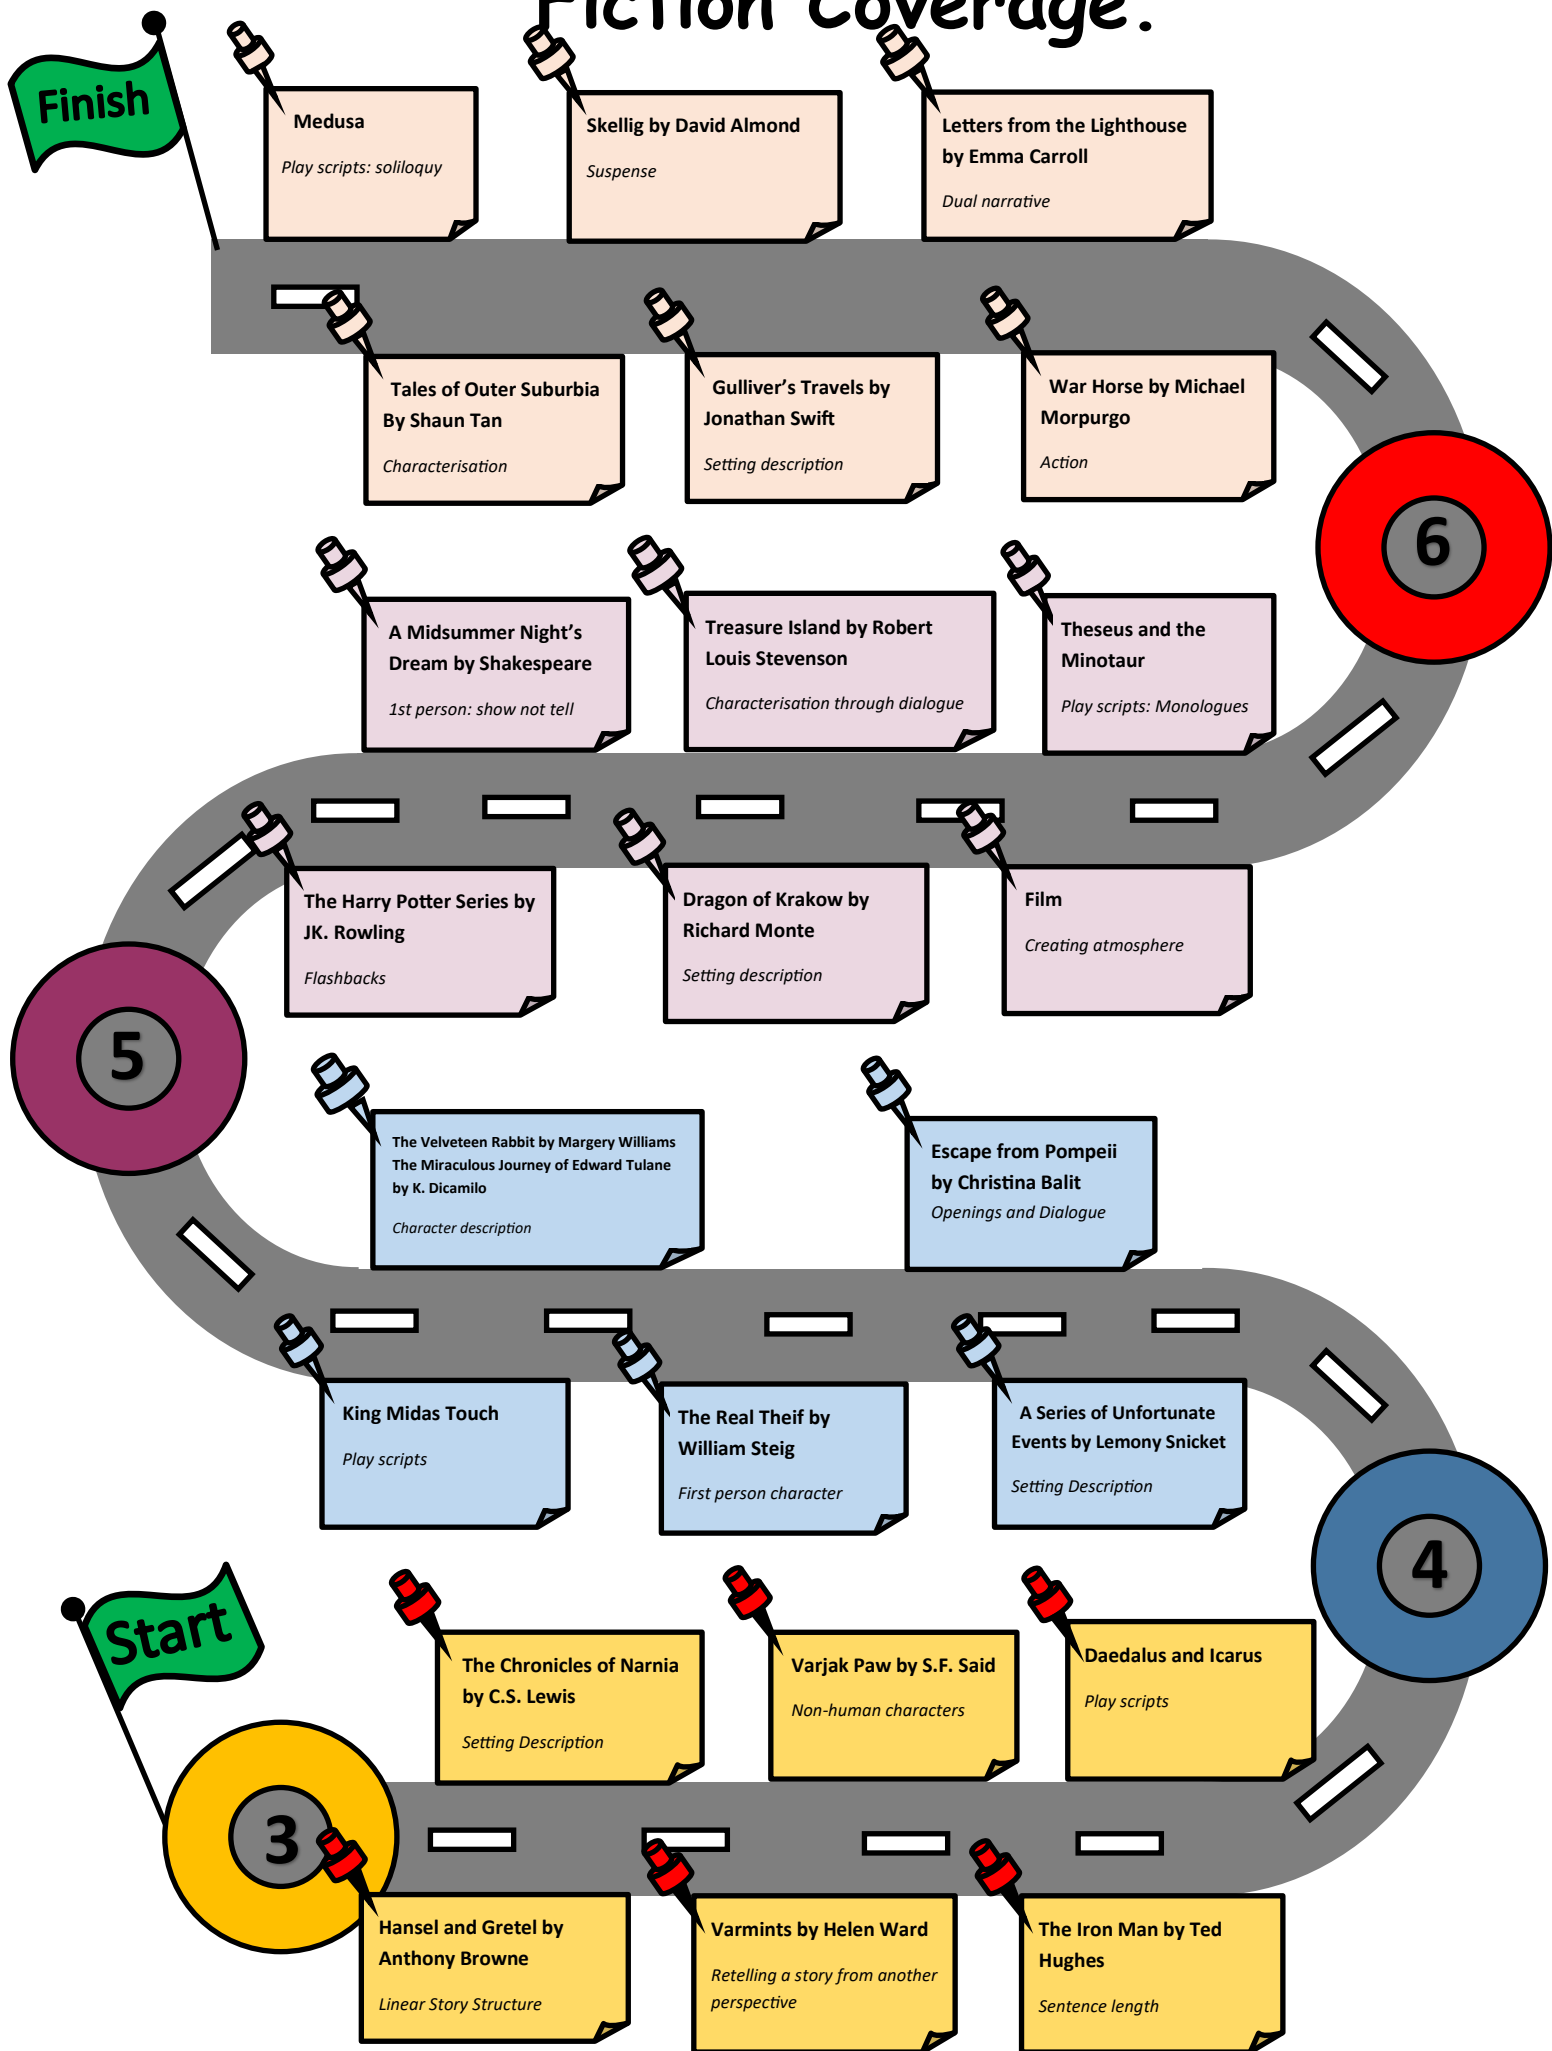 Fiction Coverage.
Finish
Medusa
Play scripts: soliloquy
Skellig by David Almond
Suspense
Letters from the Lighthouse
by Emma Carroll
Dual narrative
Tales of Outer Suburbia
By Shaun Tan
Characterisation
Gulliver’s Travels by
Jonathan Swift
Setting description
War Horse by Michael
Morpurgo
Action
6
A Midsummer Night’s
Dream by Shakespeare
1st person: show not tell
Treasure Island by Robert
Louis Stevenson
Characterisation through dialogue
Theseus and the
Minotaur
Play scripts: Monologues
The Harry Potter Series by
JK. Rowling
Flashbacks
Dragon of Krakow by
Richard Monte
Setting description
Film
Creating atmosphere
5
The Velveteen Rabbit by Margery Williams
The Miraculous Journey of Edward Tulane
by K. Dicamilo
Character description
Escape from Pompeii
by Christina Balit
Openings and Dialogue
King Midas Touch
Play scripts
The Real Theif by
William Steig
First person character
A Series of Unfortunate
Events by Lemony Snicket
Setting Description
4
Start
The Chronicles of Narnia
by C.S. Lewis
Setting Description
Varjak Paw by S.F. Said
Non-human characters
Daedalus and Icarus
Play scripts
3
Hansel and Gretel by
Anthony Browne
Linear Story Structure
Varmints by Helen Ward
Retelling a story from another
perspective
The Iron Man by Ted
Hughes
Sentence length